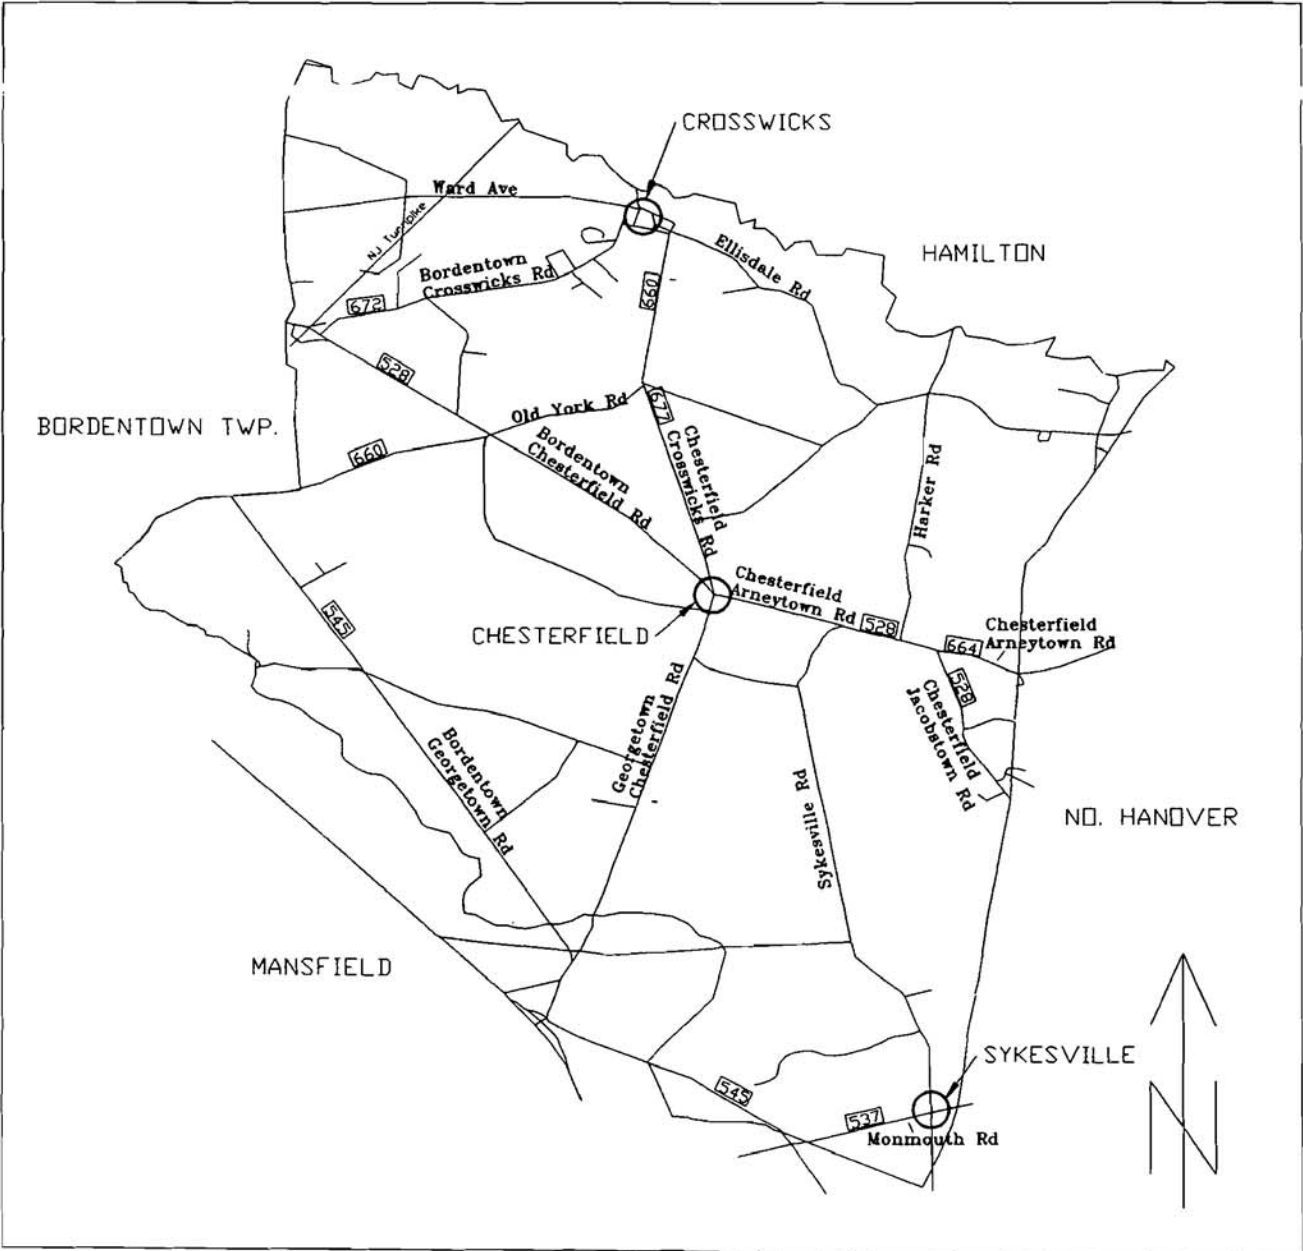 CROSSWICKS
Ward Ave
NJ Turnpike
HAMILTON
Ellisdale Rd
Bordentown
Crosswicks Rd
660
672
528
BORDENTOWN TWP.
Old York Rd
677
660
Bordentown
Chesterfield Rd
Chesterfield
Crosswicks Rd
Harker Rd
Chesterfield
Arneytown Rd
528
545
CHESTERFIELD
664
Chesterfield
Arneytown Rd
528
Chesterfield
Jacobstown Rd
Georgetown
Chesterfield Rd
Bordentown
Georgetown Rd
Sykesville Rd
NO. HANOVER
MANSFIELD
SYKESVILLE
545
537
Monmouth Rd
N